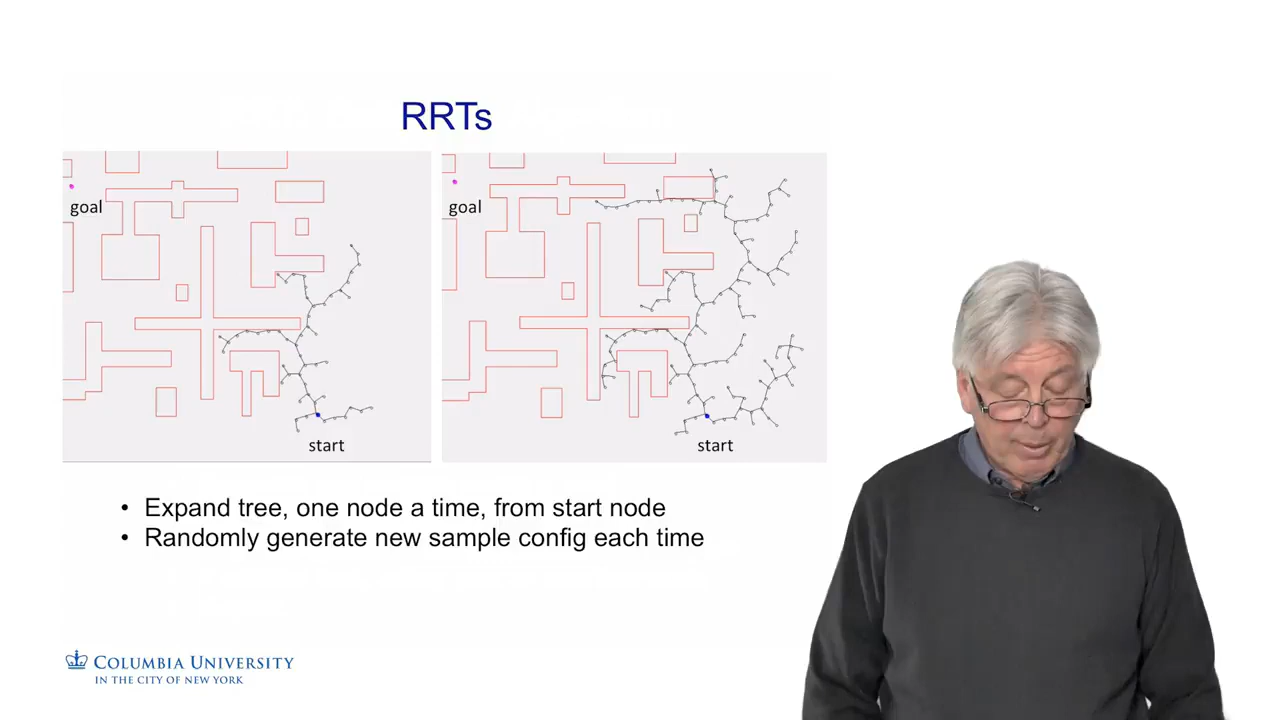 RRTs
goal
start
goal
start
• Expand tree, one node a time, from start node
• Randomly generate new sample config each time
COLUMBIA UNIVERSITY
IN THE CITY OF NEW YORK